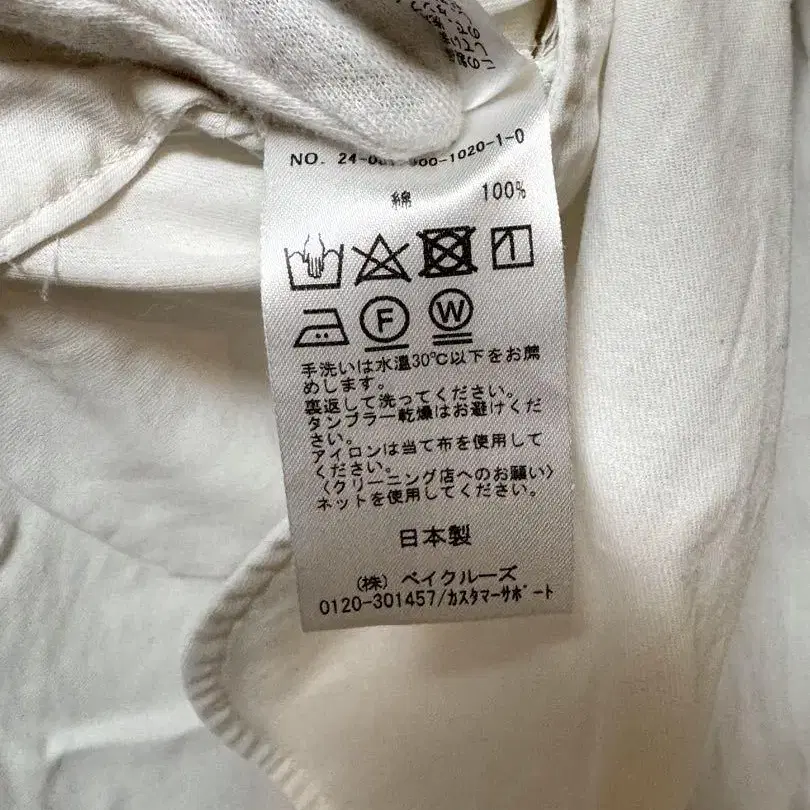 NO. 24-
綿 100%
F
W
手洗いは水温30℃以下をお薦
めします。
裏返して洗ってください。
タンブラー乾燥はお避けくだ
さい。
アイロンは当て布を使用して
ください。
〈クリーニング店へのお願い〉
ネットを使用してください。
日本製
(株) ベイクルーズ
0120-301457/カスタマーサポート